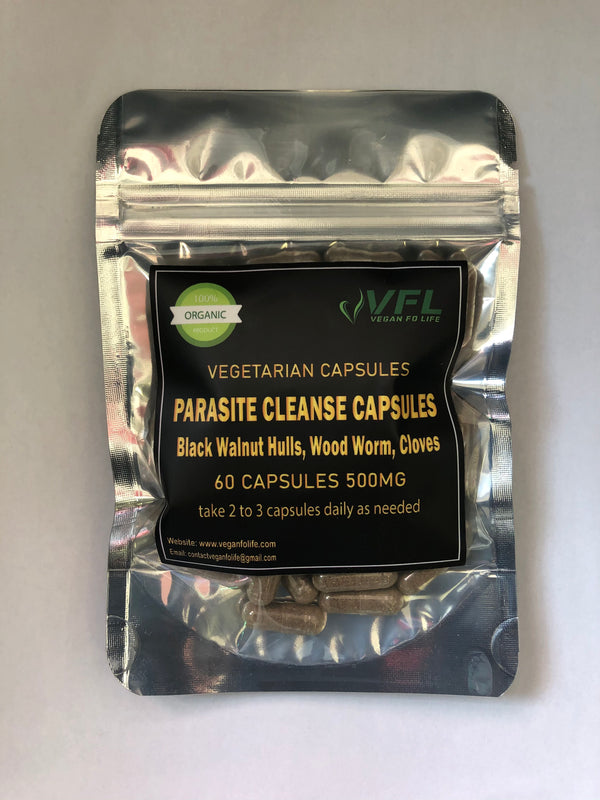 100%
ORGANIC
PRODUCT
VFL
VEGAN FO LIFE
VEGETARIAN CAPSULES
PARASITE CLEANSE CAPSULES
Black Walnut Hulls, Wood Worm, Cloves
60 CAPSULES 500MG
take 2 to 3 capsules daily as needed
Website: www.veganfolife.com
Email: contactveganfolife@gmail.com